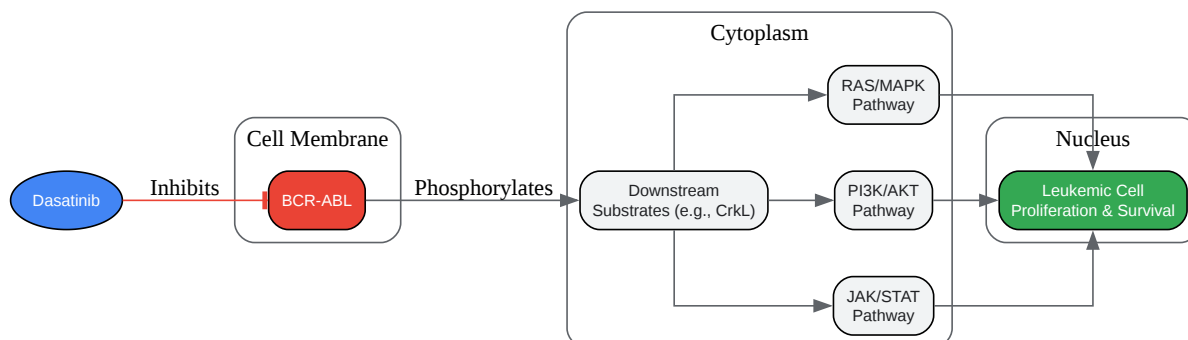 Cytoplasm
RAS/MAPK
Pathway
Cell Membrane
Nucleus
Dasatinib
Inhibits
BCR-ABL
Phosphorylates
Downstream
Substrates (e.g., CrkL)
PI3K/AKT
Pathway
Leukemic Cell
Proliferation & Survival
JAK/STAT
Pathway